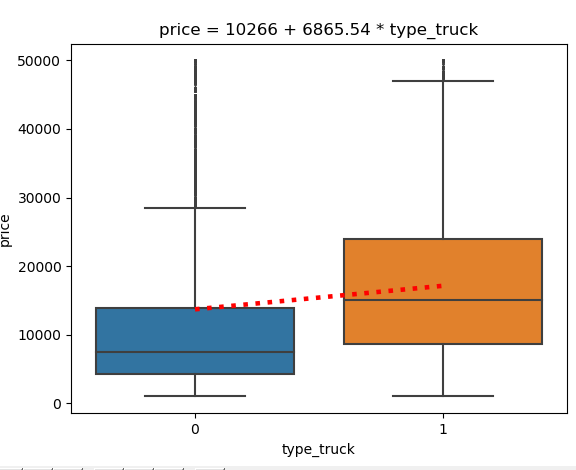 price = 10266 + 6865.54 * type_truck
50000
40000
30000
20000
10000
0
price
0 1
type_truck